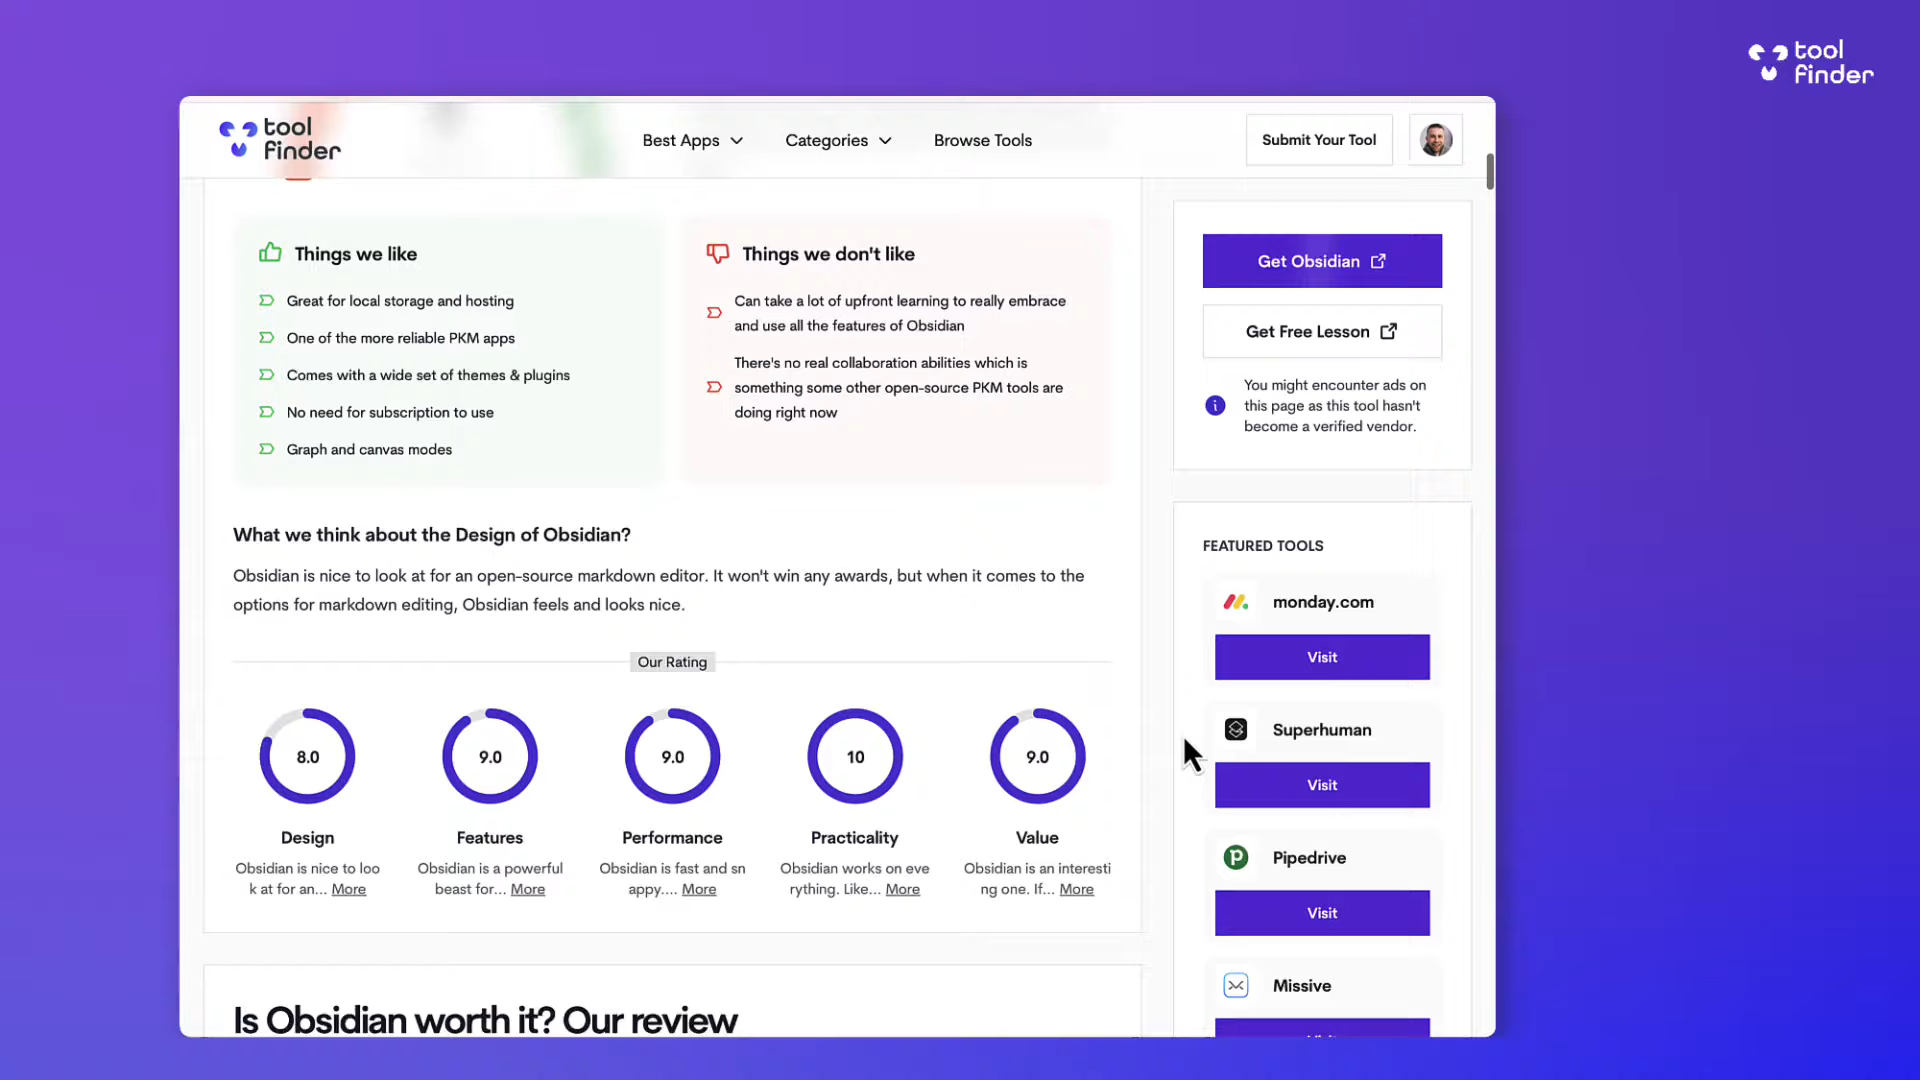 tool
finder
tool
finder
Best Apps
Categories
Browse Tools
Submit Your Tool
Things we like
Great for local storage and hosting
One of the more reliable PKM apps
Comes with a wide set of themes & plugins
No need for subscription to use
Graph and canvas modes
Things we don't like
Can take a lot of upfront learning to really embrace
and use all the features of Obsidian
There's no real collaboration abilities which is
something some other open-source PKM tools are
doing right now
What we think about the Design of Obsidian?
Obsidian is nice to look at for an open-source markdown editor. It won't win any awards, but when it comes to the
options for markdown editing, Obsidian feels and looks nice.
Our Rating
8.0
9.0
9.0
10
9.0
Design
Features
Performance
Practicality
Value
Obsidian is nice to loo
k at for an... More
Obsidian is a powerful
beast for... More
Obsidian is fast and sn
appy.... More
Obsidian works on eve
rything. Like... More
Obsidian is an interesti
ng one. If... More
Is Obsidian worth it? Our review
Get Obsidian
Get Free Lesson
You might encounter ads on
this page as this tool hasn't
become a verified vendor.
FEATURED TOOLS
monday.com
Visit
Superhuman
Visit
Pipedrive
Visit
Missive